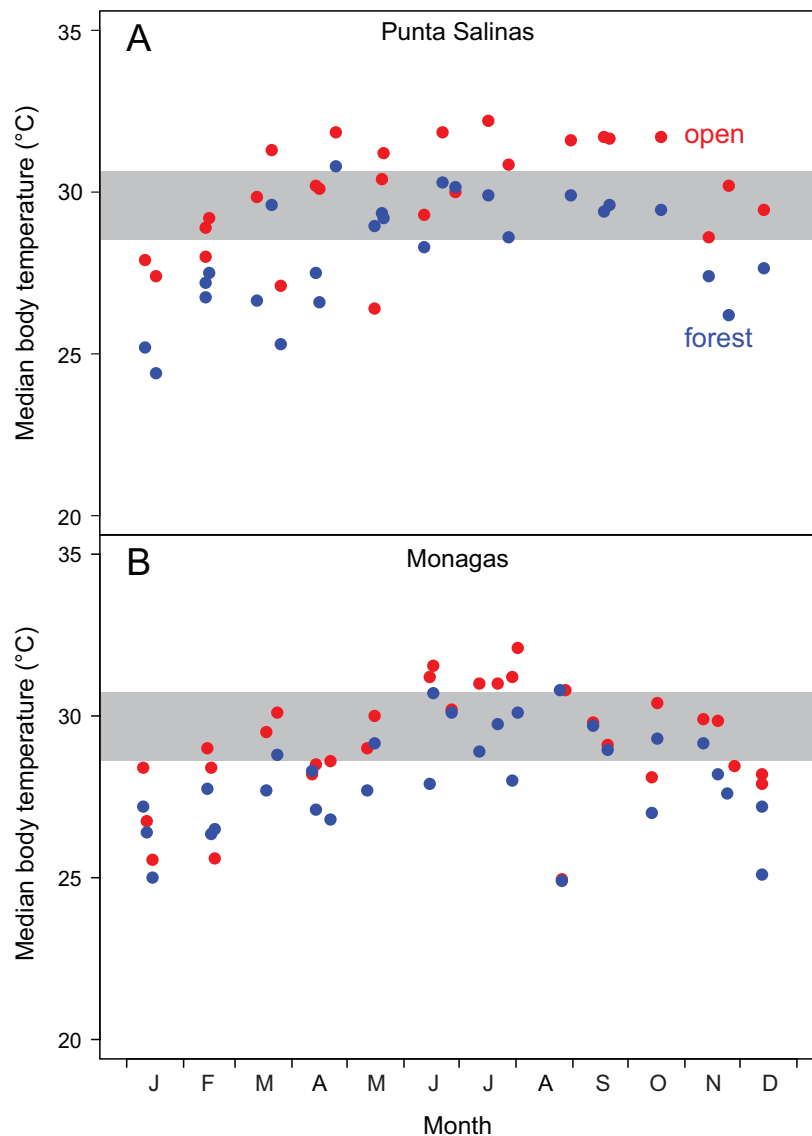 A
Punta Salinas
35
open
30
forest
25
20
Median body temperature (°C)
B
Monagas
35
30
25
20
Median body temperature (°C)
J F M A M J J A S O N D
Month